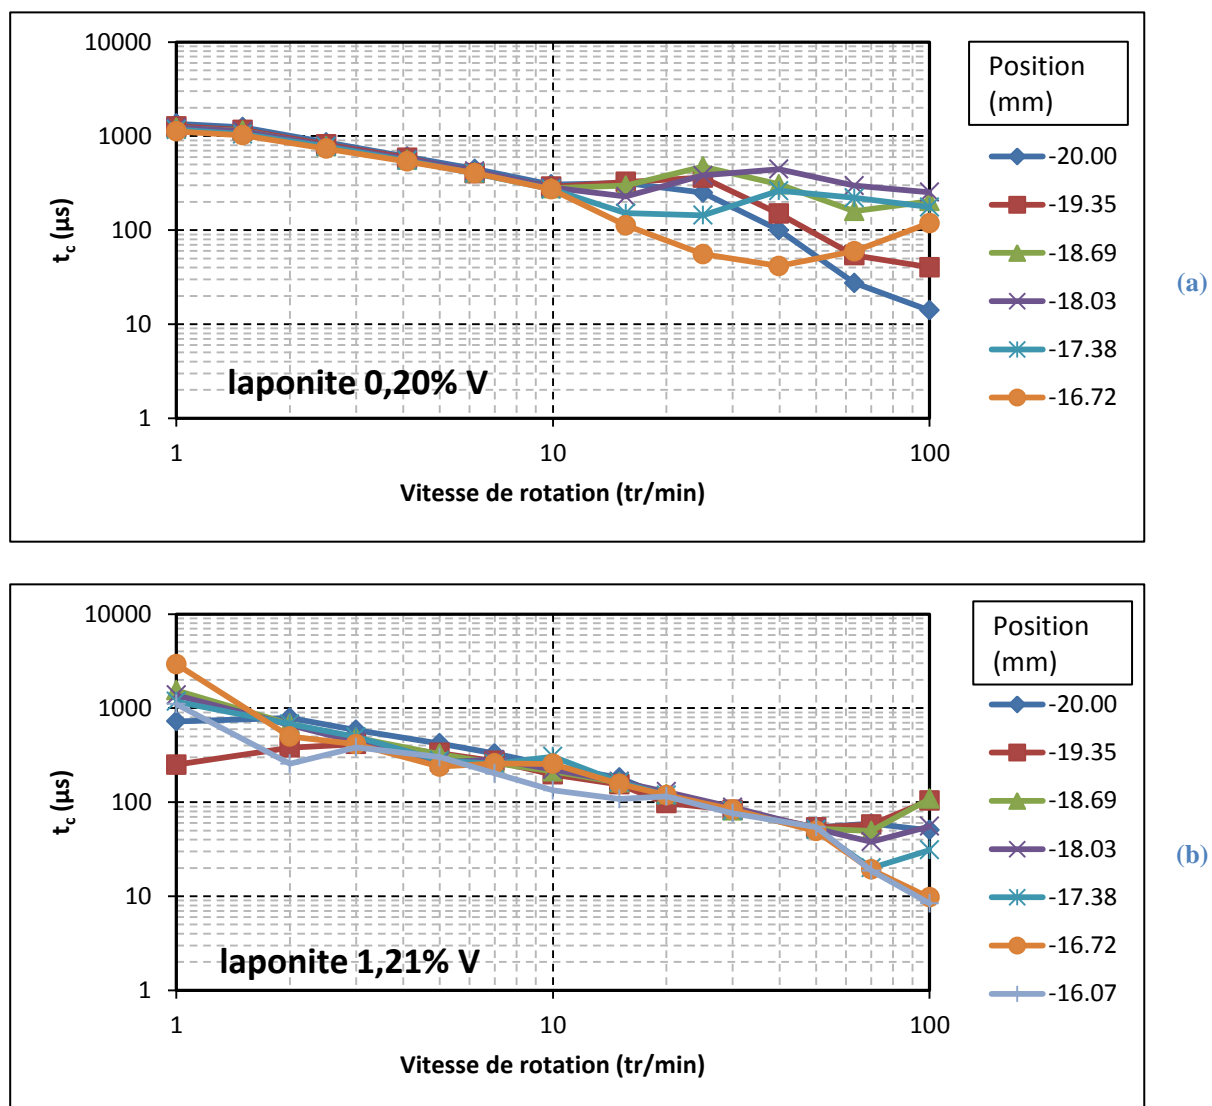 10000
1000
100
10
1
t_c (µs)
1
10
100
Vitesse de rotation (tr/min)
laponite 0,20% V
Position
(mm)
-20.00
-19.35
-18.69
-18.03
-17.38
-16.72
(a)
10000
1000
100
10
1
t_c (µs)
1
10
100
Vitesse de rotation (tr/min)
laponite 1,21% V
Position
(mm)
-20.00
-19.35
-18.69
-18.03
-17.38
-16.72
-16.07
(b)